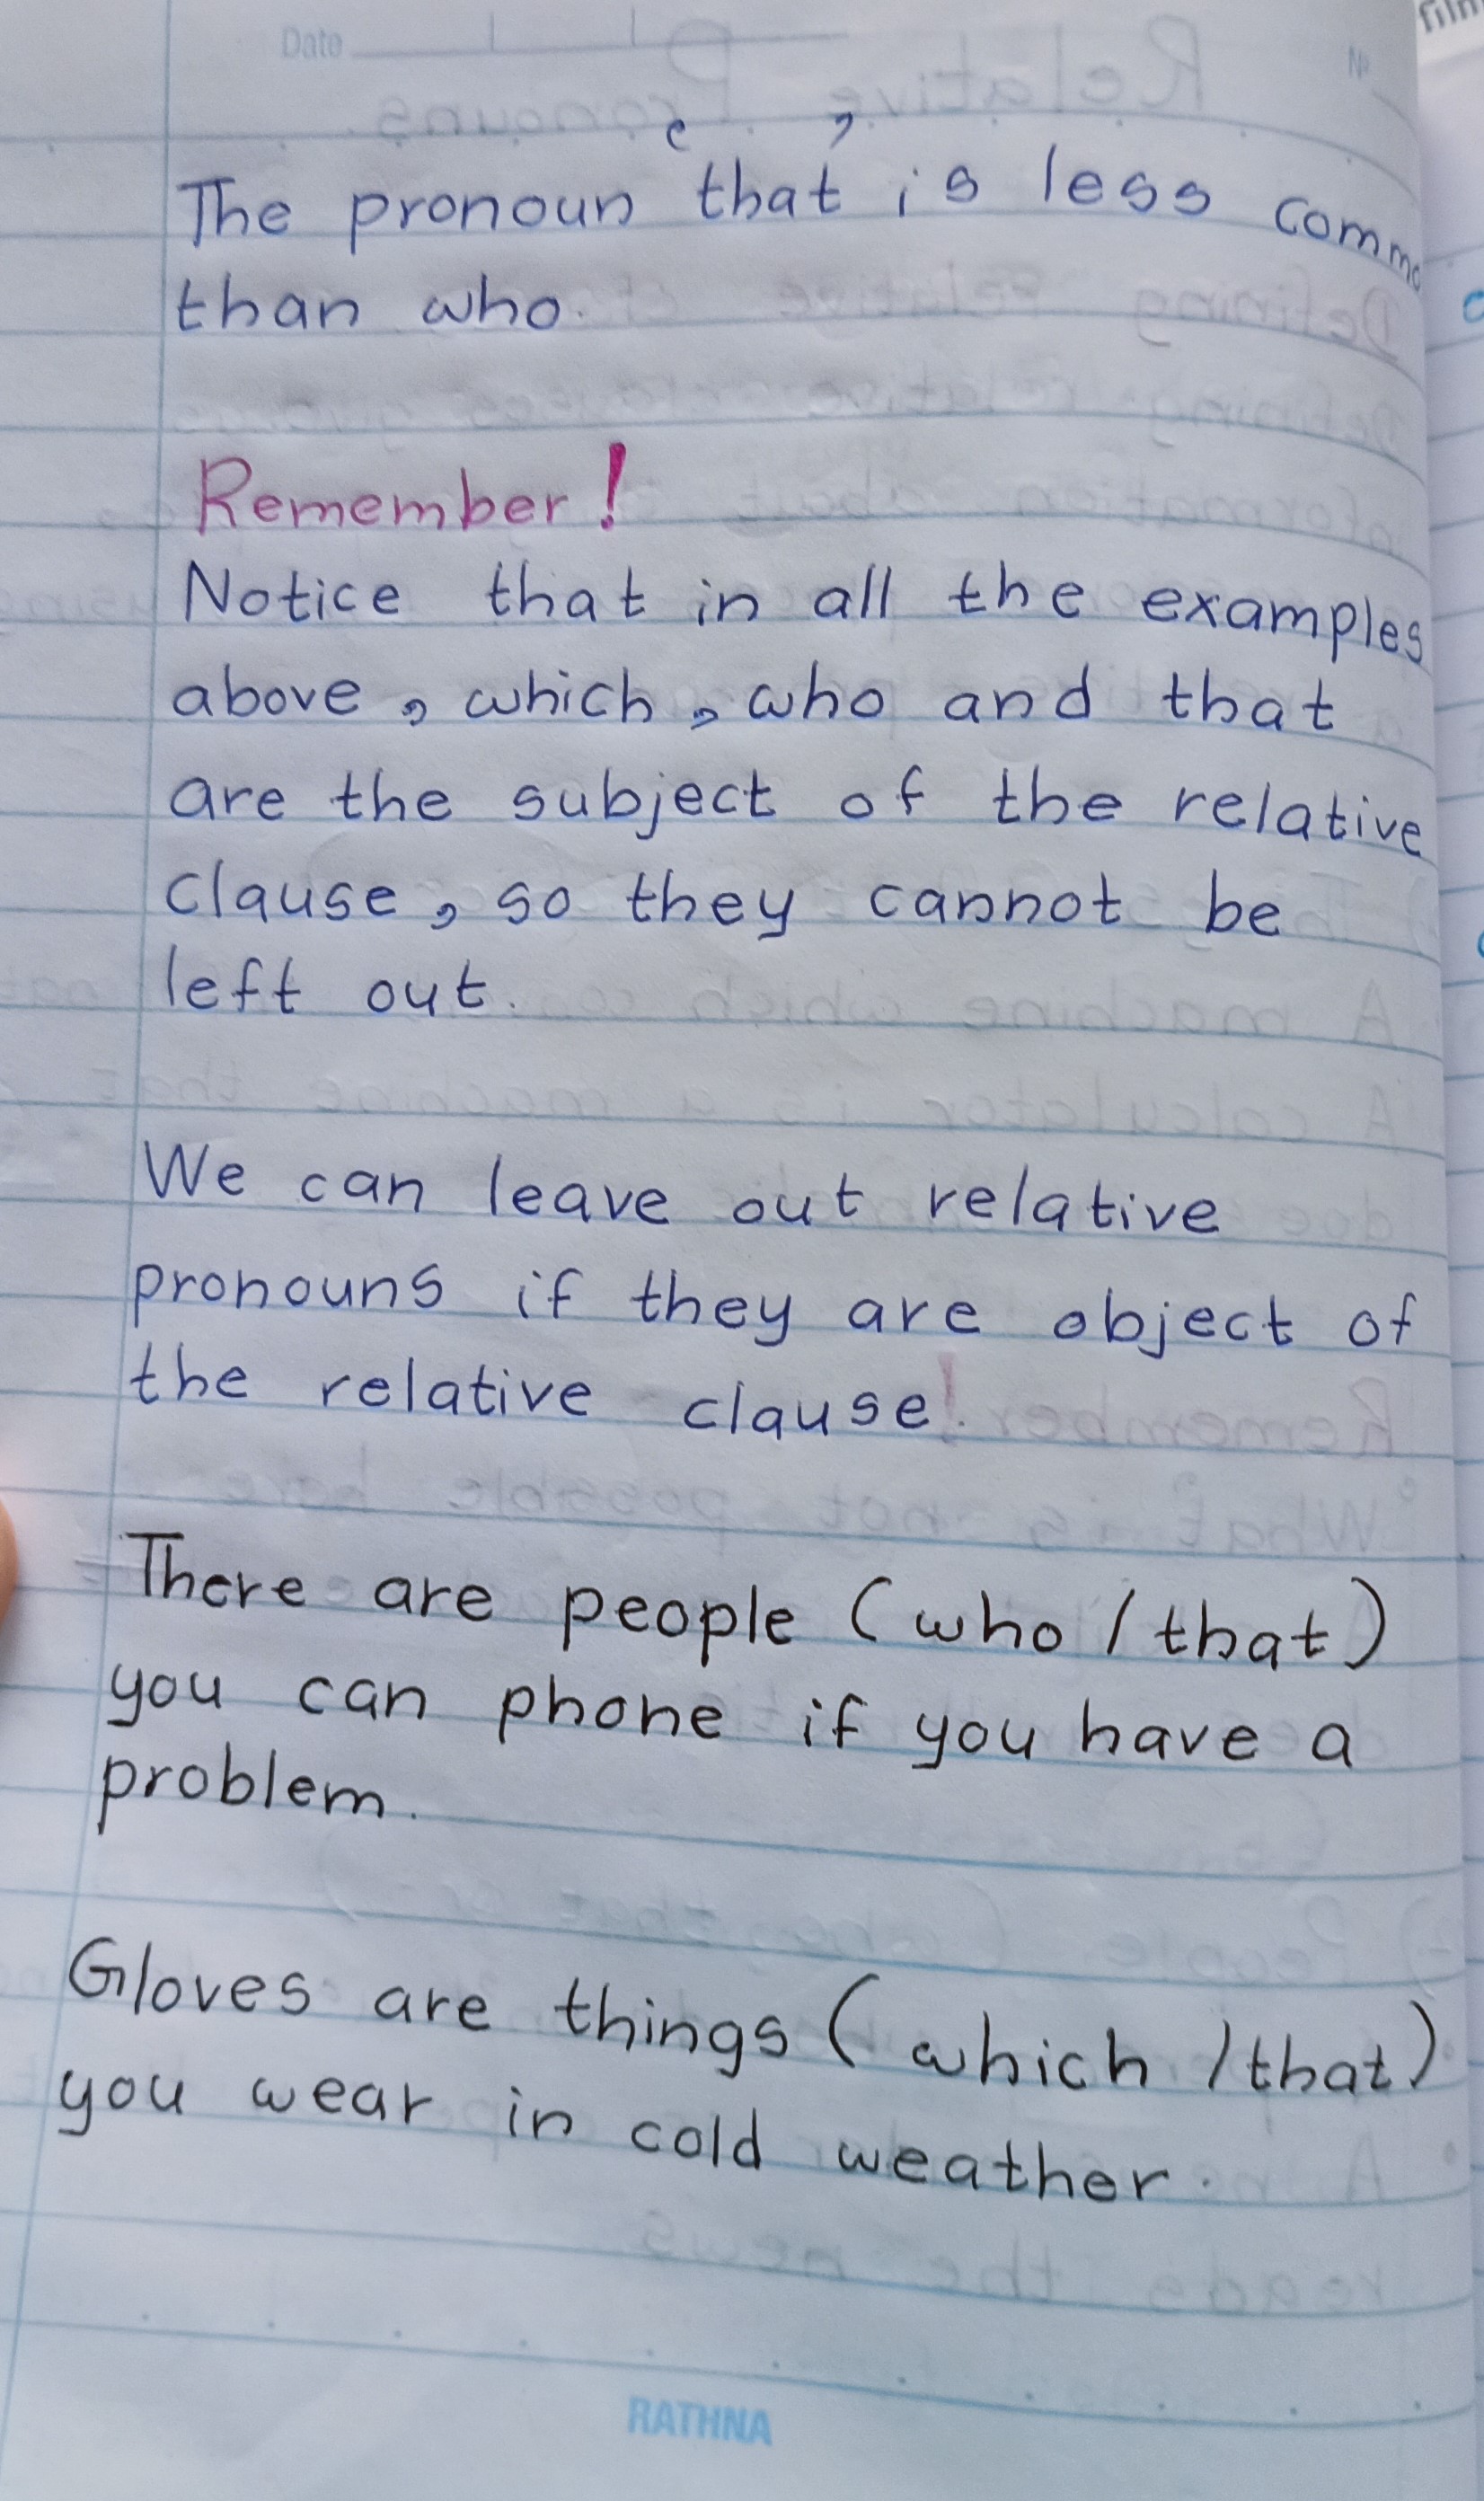 Date
The pronoun ‘that’ is less comm
than who.
Remember!
Notice that in all the examples
above, which, who and that
are the subject of the relative
clause, so they cannot be
left out.
We can leave out relative
pronouns if they are object of
the relative clause.
There are people (who / that)
you can phone if you have a
problem.
Gloves are things (which / that)
you wear in cold weather.
RATHNA